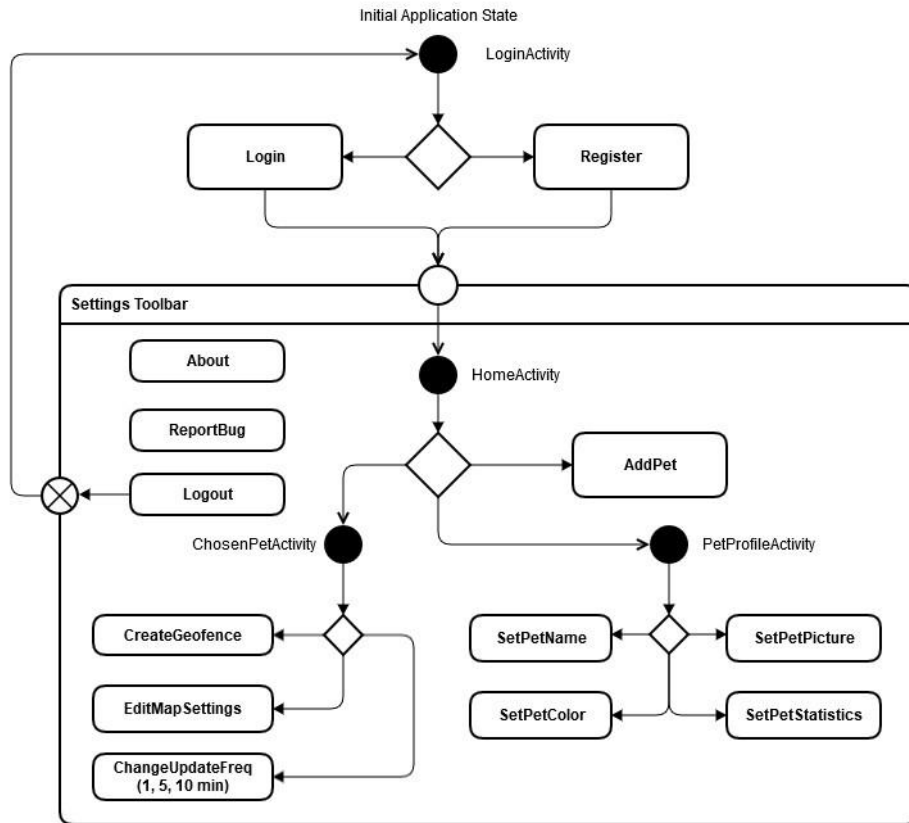 Initial Application State
LoginActivity
Login
Register
Settings Toolbar
About
HomeActivity
ReportBug
AddPet
Logout
ChosenPetActivity
PetProfileActivity
CreateGeofence
SetPetName
SetPetPicture
EditMapSettings
SetPetColor
SetPetStatistics
ChangeUpdateFreq
(1, 5, 10 min)